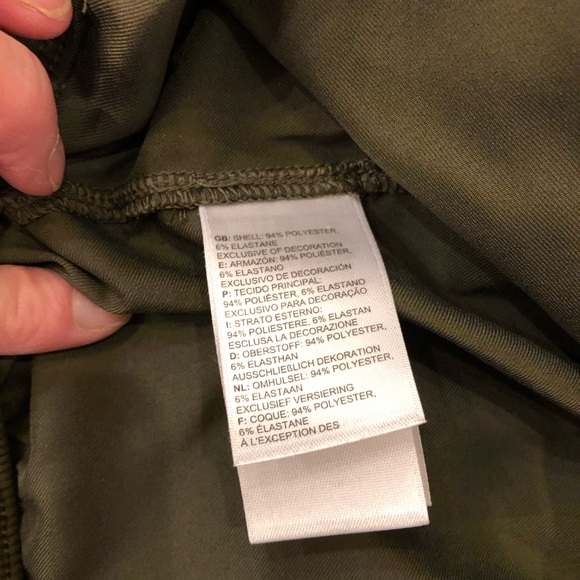 GB: SHELL: 94% POLYESTER,
6% ELASTANE
EXCLUSIVE OF DECORATION
E: ARMAZÓN: 94% POLIÉSTER,
6% ELASTANO
EXCLUSIVO DE DECORACIÓN
P: TECIDO PRINCIPAL:
94% POLIÉSTER, 6% ELASTANO
EXCLUSIVO PARA DECORAÇÃO
I: STRATO ESTERNO:
94% POLIESTERE, 6% ELASTAN
ESCLUSA LA DECORAZIONE
D: OBERSTOFF: 94% POLYESTER,
6% ELASTHAN
AUSSCHLIEßLICH DEKORATION
NL: OMHULSEL: 94% POLYESTER,
6% ELASTAAN
EXCLUSIEF VERSIERING
F: COQUE: 94% POLYESTER,
6% ÉLASTANE
À L'EXCEPTION DES